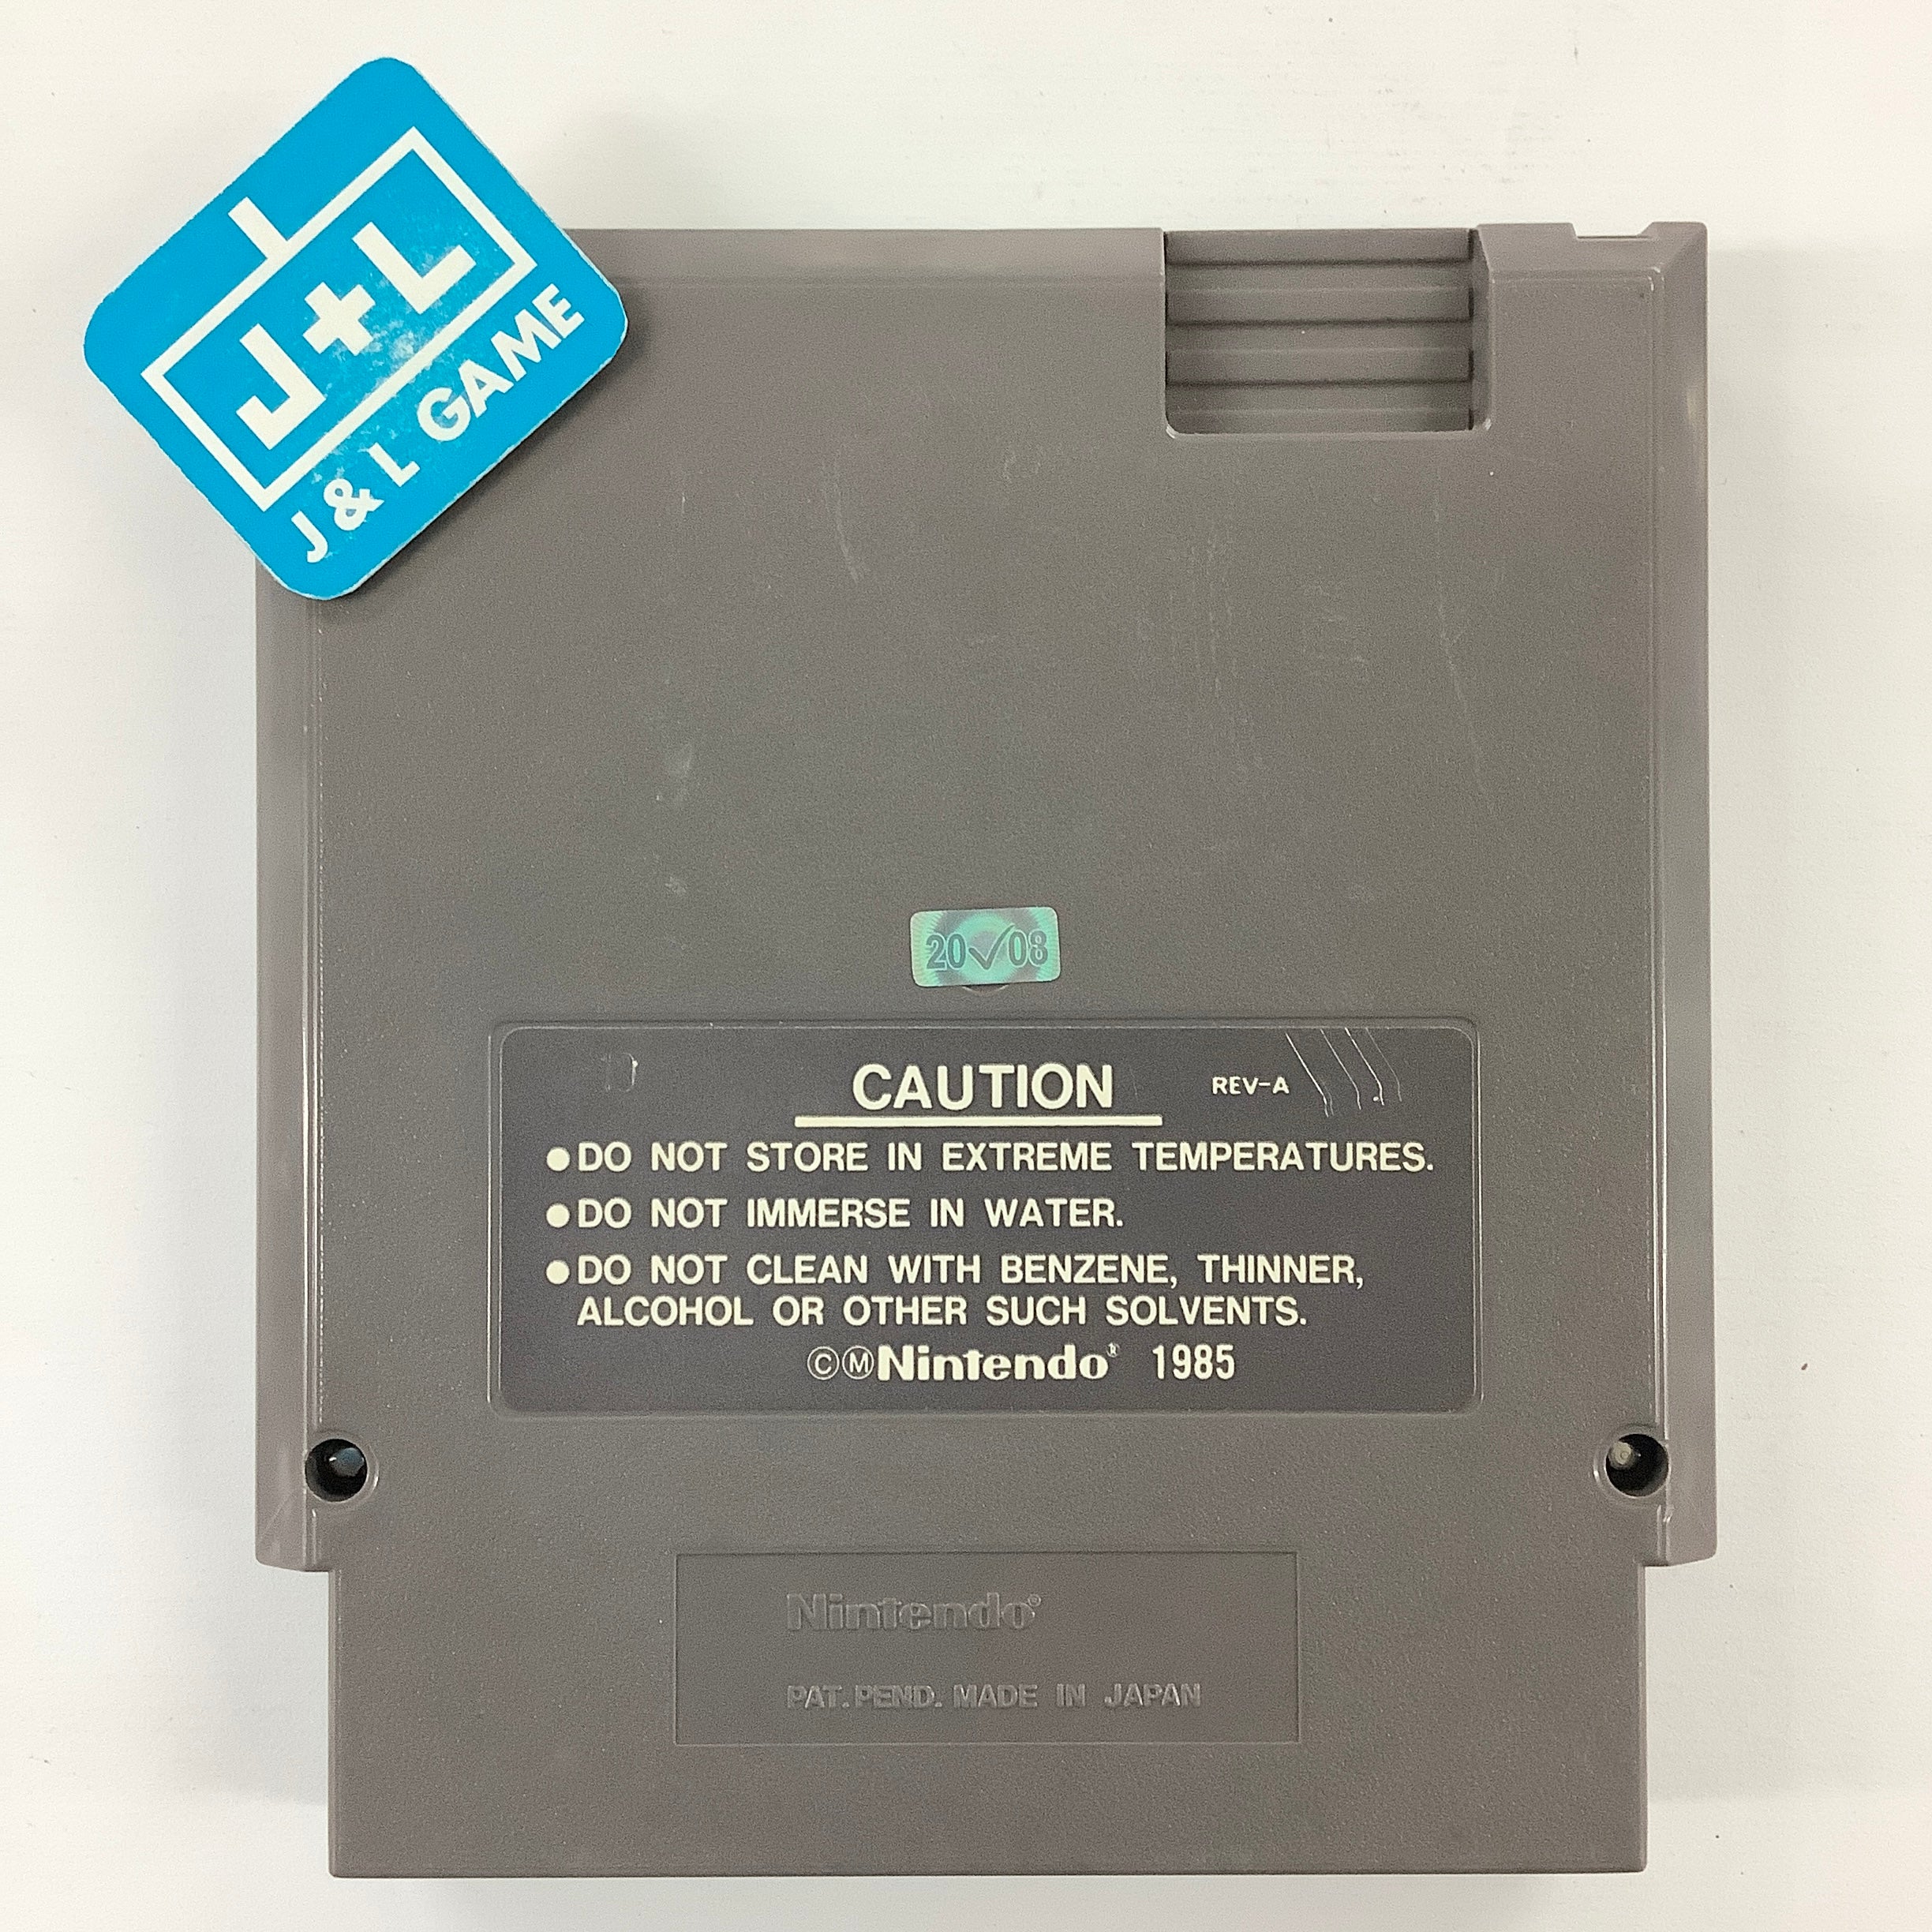 J+L
J & L GAME
20✓08
CAUTION REV-A
●DO NOT STORE IN EXTREME TEMPERATURES.
●DO NOT IMMERSE IN WATER.
●DO NOT CLEAN WITH BENZENE, THINNER,
ALCOHOL OR OTHER SUCH SOLVENTS.
©ⓂNintendo® 1985
Nintendo®
PAT. PEND. MADE IN JAPAN